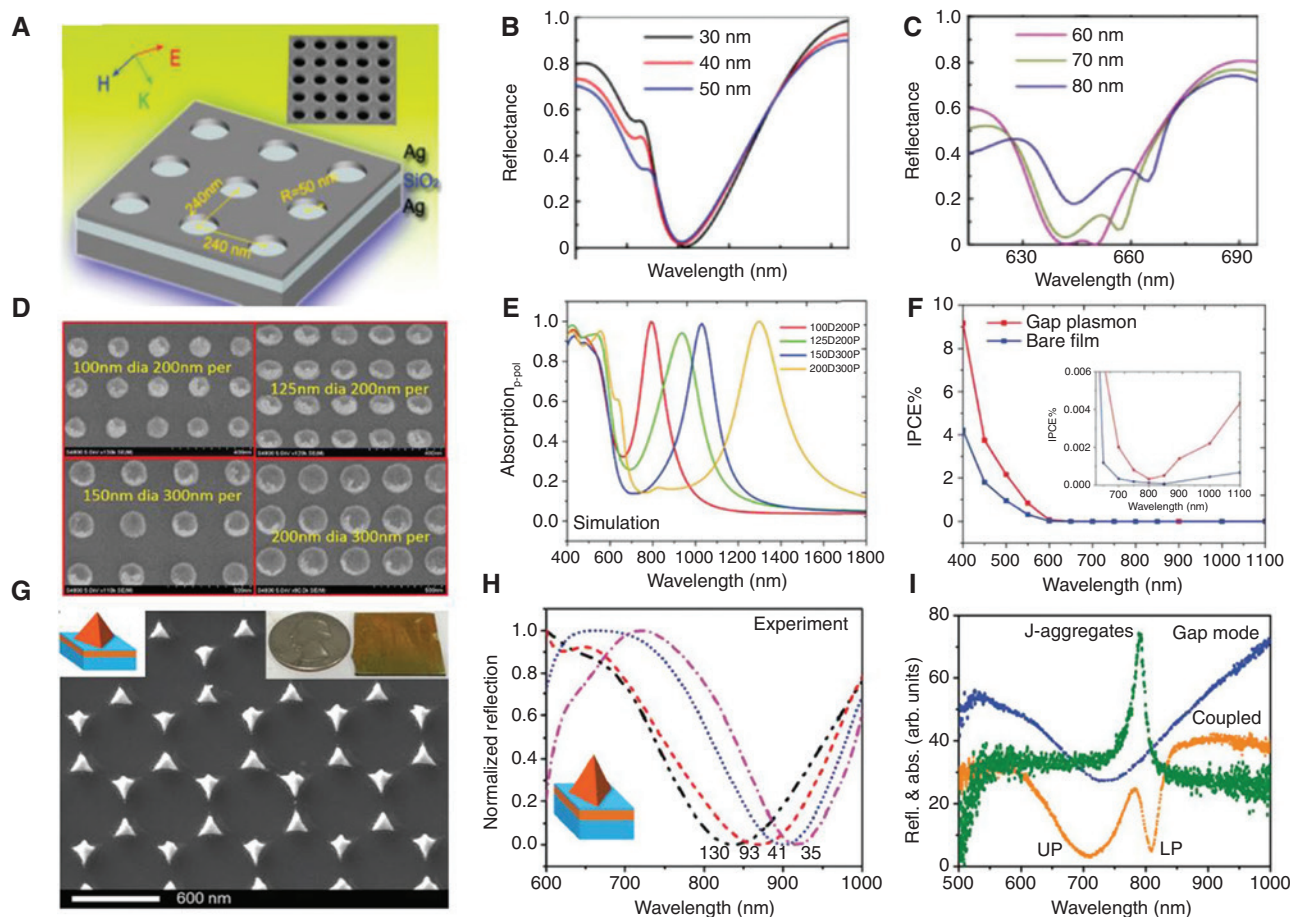 A
E
H
K
Ag
SiO₂
Ag
R=50 nm
240nm
240 nm
B
30 nm
40 nm
50 nm
Reflectance
1.0
0.8
0.6
0.4
0.2
0
Wavelength (nm)
C
60 nm
70 nm
80 nm
Reflectance
1.0
0.8
0.6
0.4
0.2
0
630 660 690
Wavelength (nm)
D
100nm dia 200nm per
125nm dia 200nm per
150nm dia 300nm per
200nm dia 300nm per
E
100D200P
125D200P
150D300P
200D300P
Absorption p-pol
1.0
0.8
0.6
0.4
0.2
0.0
Simulation
400 600 800 1000 1200 1400 1600 1800
Wavelength (nm)
F
Gap plasmon
Bare film
IPCE%
10
8
6
4
2
0
400 500 600 700 800 900 1000 1100
Wavelength (nm)
IPCE%
0.006
0.004
0.002
0.000
700 800 900 1000 1100
Wavelength (nm)
G
600 nm
H
Experiment
Normalized reflection
1.0
0.8
0.6
0.4
0.2
0.0
130 93 41 35
600 700 800 900 1000
Wavelength (nm)
I
J-aggregates
Gap mode
Coupled
UP
LP
Refl. & abs. (arb. units)
80
60
40
20
0
500 600 700 800 900 1000
Wavelength (nm)